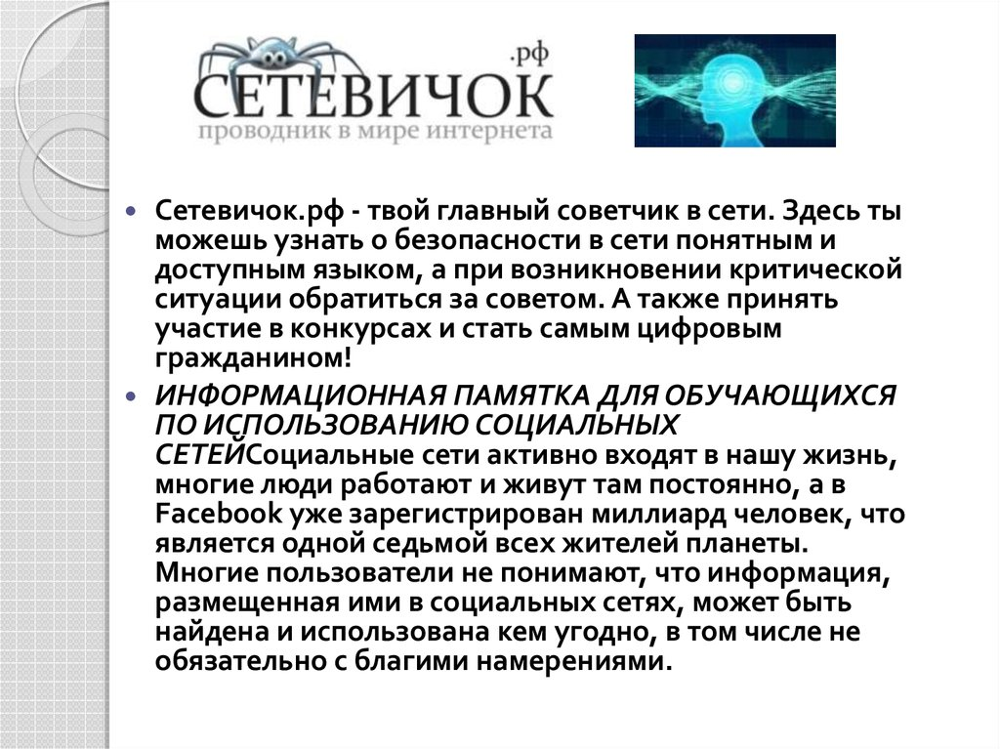 .рф
СЕТЕВИЧОК
проводник в мире интернета
• Сетевичок.рф - твой главный советчик в сети. Здесь ты
можешь узнать о безопасности в сети понятным и
доступным языком, а при возникновении критической
ситуации обратиться за советом. А также принять
участие в конкурсах и стать самым цифровым
гражданином!
• ИНФОРМАЦИОННАЯ ПАМЯТКА ДЛЯ ОБУЧАЮЩИХСЯ
ПО ИСПОЛЬЗОВАНИЮ СОЦИАЛЬНЫХ
СЕТЕЙСоциальные сети активно входят в нашу жизнь,
многие люди работают и живут там постоянно, а в
Facebook уже зарегистрирован миллиард человек, что
является одной седьмой всех жителей планеты.
Многие пользователи не понимают, что информация,
размещенная ими в социальных сетях, может быть
найдена и использована кем угодно, в том числе не
обязательно с благими намерениями.